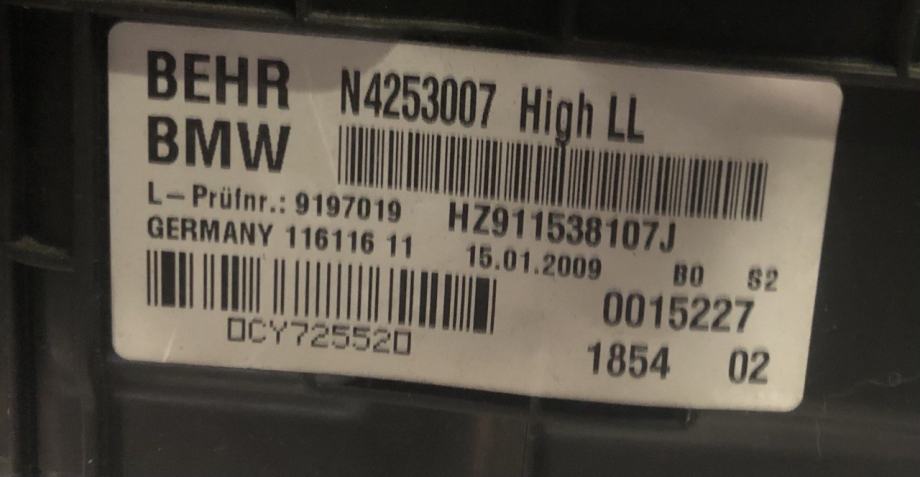 BEHR N4253007 High LL
BMW
L-Prüfnr.: 9197019 HZ911538107J
GERMANY 116116 11 15.01.2009 B0 S2
0015227
0CY725520
1854 02